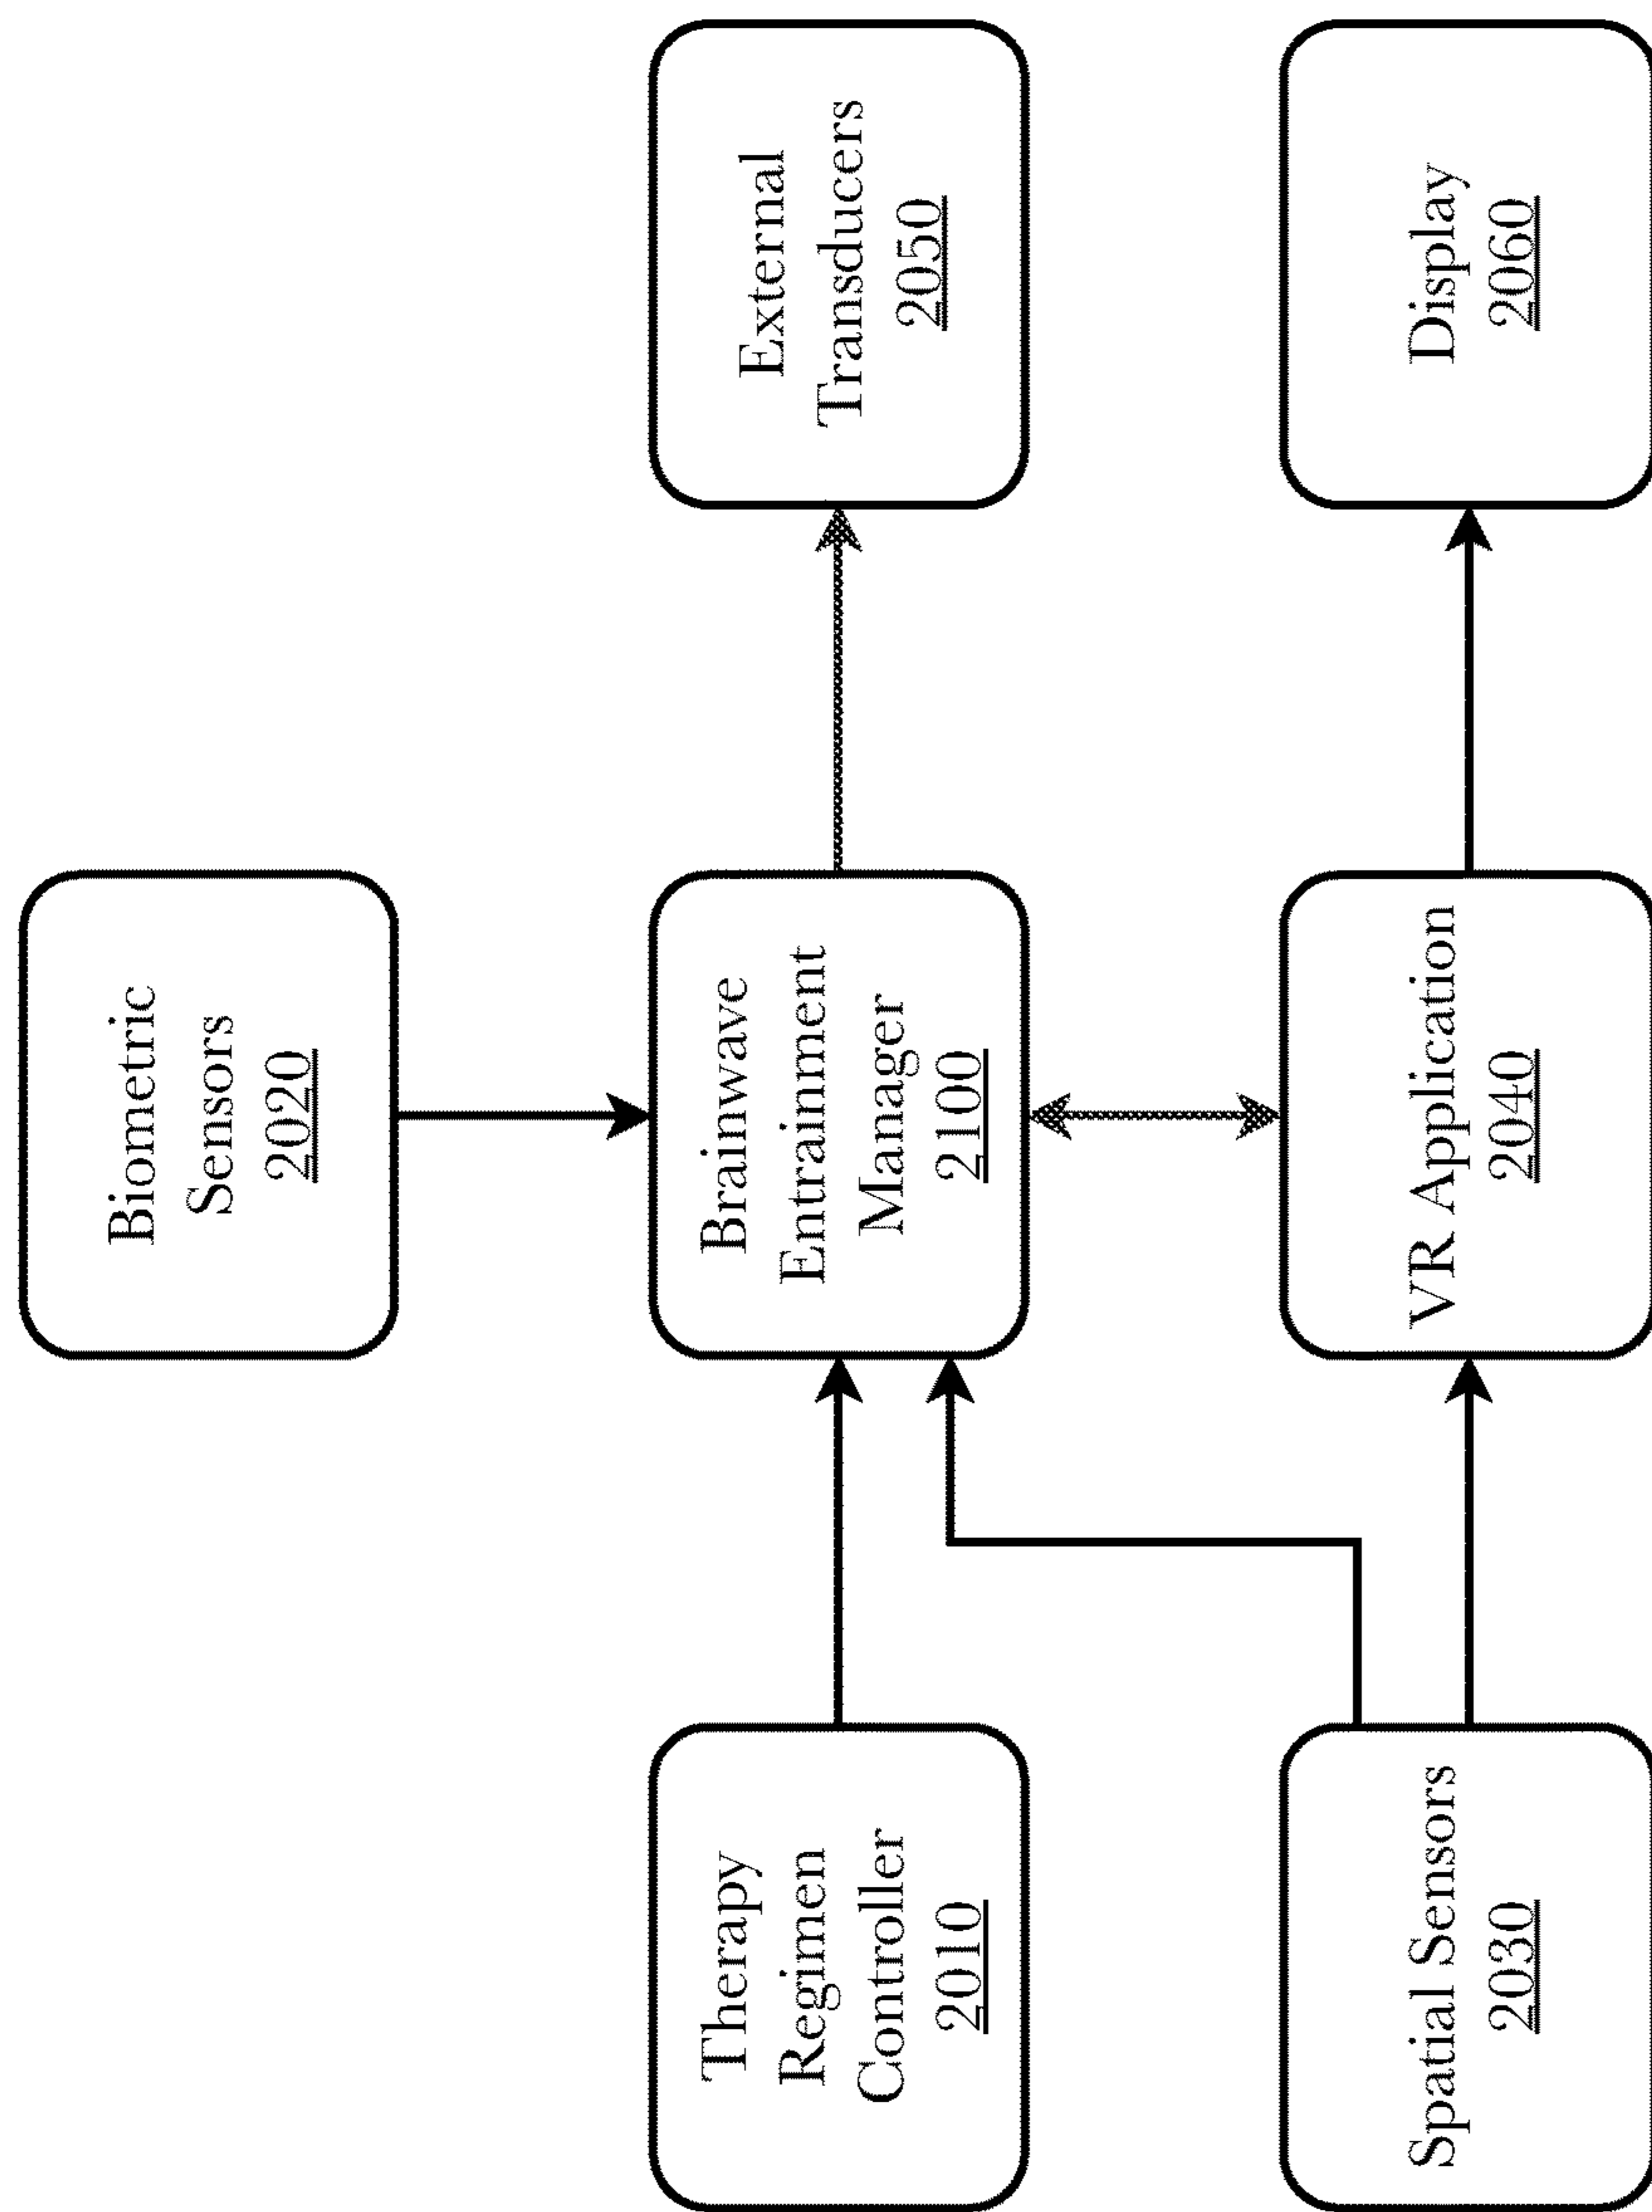 Biometric
Sensors
2020
Therapy
Regimen
Controller
2010
Brainwave
Entrainment
Manager
2100
External
Transducers
2050
Spatial Sensors
2030
VR Application
2040
Display
2060